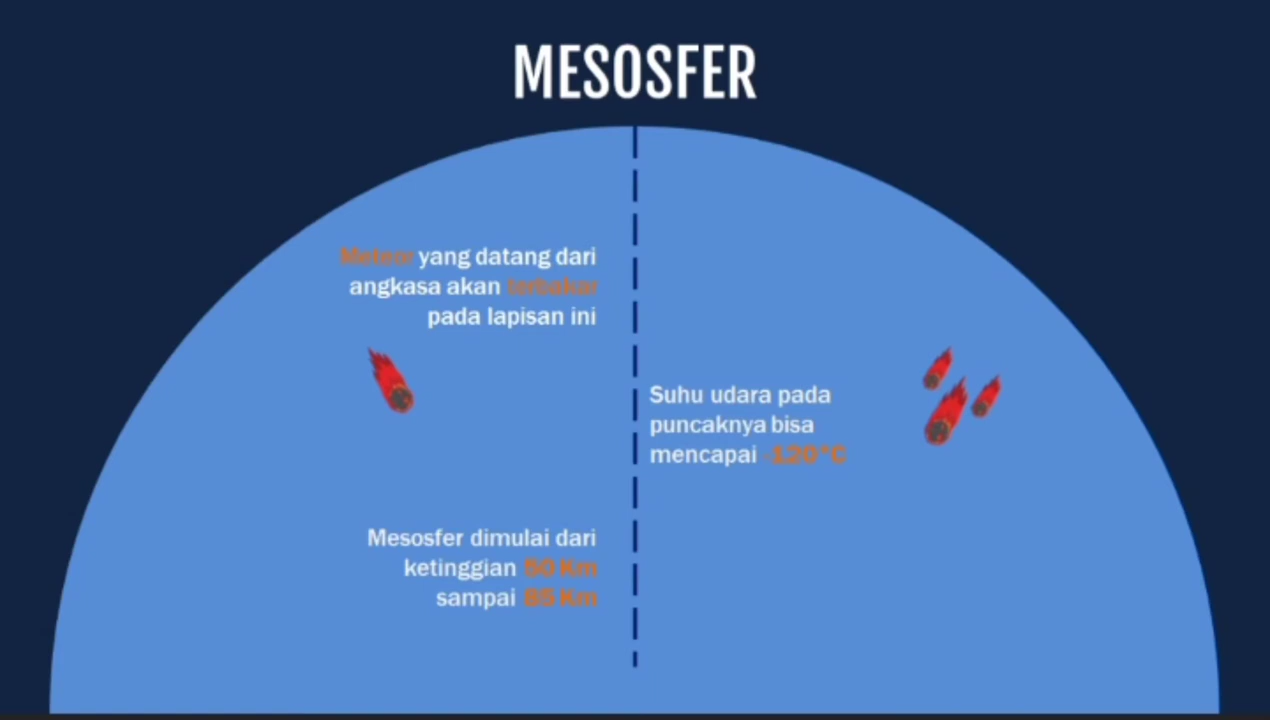 MESOSFER
Meteor yang datang dari
angkasa akan terbakar
pada lapisan ini
Suhu udara pada
puncaknya bisa
mencapai -120°C
Mesosfer dimulai dari
ketinggian 50 Km
sampai 85 Km